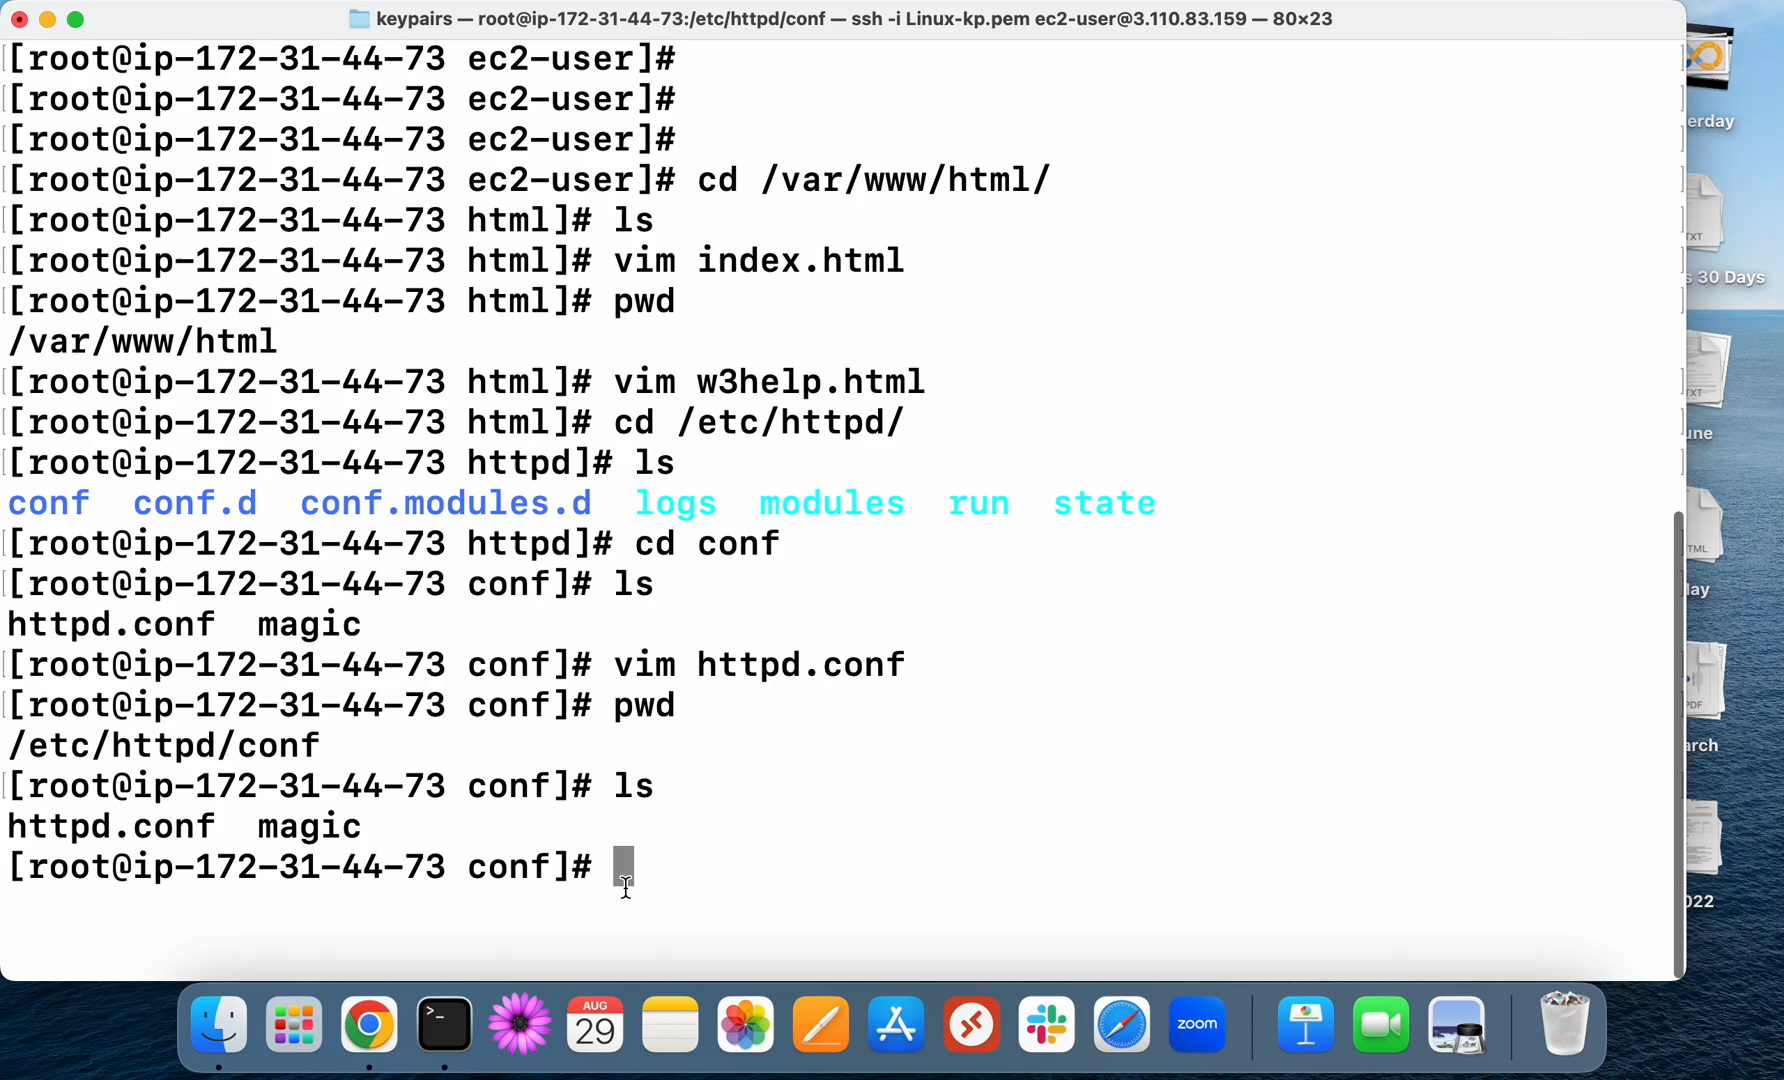 keypairs — root@ip-172-31-44-73:/etc/httpd/conf — ssh -i Linux-kp.pem ec2-user@3.110.83.159 — 80×23
[root@ip-172-31-44-73 ec2-user]#
[root@ip-172-31-44-73 ec2-user]#
[root@ip-172-31-44-73 ec2-user]#
[root@ip-172-31-44-73 ec2-user]# cd /var/www/html/
[root@ip-172-31-44-73 html]# ls
[root@ip-172-31-44-73 html]# vim index.html
[root@ip-172-31-44-73 html]# pwd
/var/www/html
[root@ip-172-31-44-73 html]# vim w3help.html
[root@ip-172-31-44-73 html]# cd /etc/httpd/
[root@ip-172-31-44-73 httpd]# ls
conf conf.d conf.modules.d logs modules run state
[root@ip-172-31-44-73 httpd]# cd conf
[root@ip-172-31-44-73 conf]# ls
httpd.conf magic
[root@ip-172-31-44-73 conf]# vim httpd.conf
[root@ip-172-31-44-73 conf]# pwd
/etc/httpd/conf
[root@ip-172-31-44-73 conf]# ls
httpd.conf magic
[root@ip-172-31-44-73 conf]#
erday
TXT
s 30 Days
TXT
une
TML
lay
PDF
arch
022
>_
AUG
29
zoom